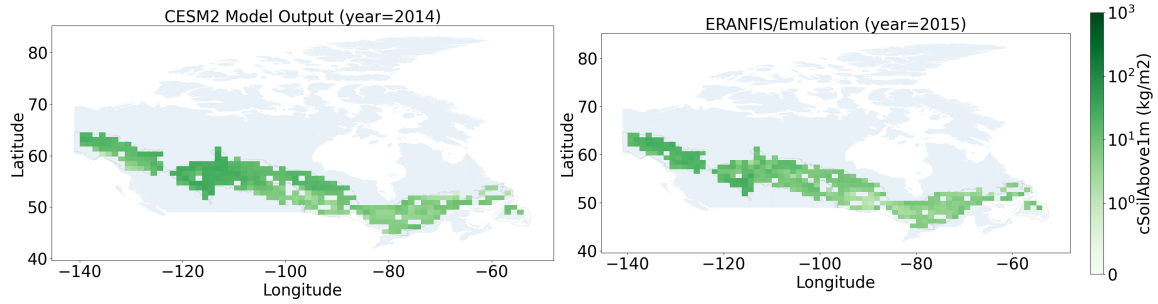 CESM2 Model Output (year=2014)
80
70
60
50
40
Latitude
−140 −120 −100 −80 −60
Longitude
ERANFIS/Emulation (year=2015)
80
70
60
50
40
Latitude
−140 −120 −100 −80 −60
Longitude
10³
10²
10¹
10⁰
0
cSoilAbove1m (kg/m2)